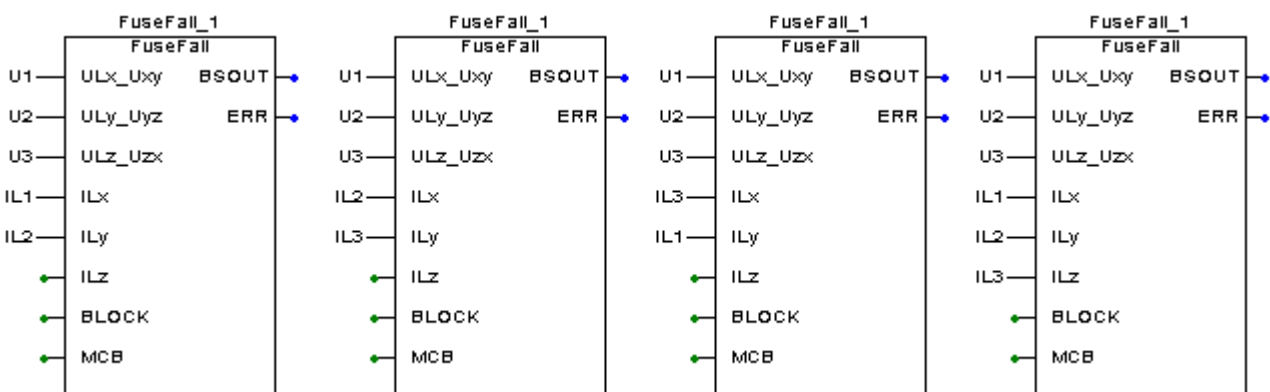 FuseFail_1 FuseFail_1 FuseFail_1 FuseFail_1
FuseFail FuseFail FuseFail FuseFail
U1 ULx_Uxy BSOUT U1 ULx_Uxy BSOUT U1 ULx_Uxy BSOUT U1 ULx_Uxy BSOUT
U2 ULy_Uyz ERR U2 ULy_Uyz ERR U2 ULy_Uyz ERR U2 ULy_Uyz ERR
U3 ULz_Uzx U3 ULz_Uzx U3 ULz_Uzx U3 ULz_Uzx
IL1 ILx IL2 ILx IL3 ILx IL1 ILx
IL2 ILy IL3 ILy IL1 ILy IL2 ILy
ILz ILz ILz IL3 ILz
BLOCK BLOCK BLOCK BLOCK
MCB MCB MCB MCB